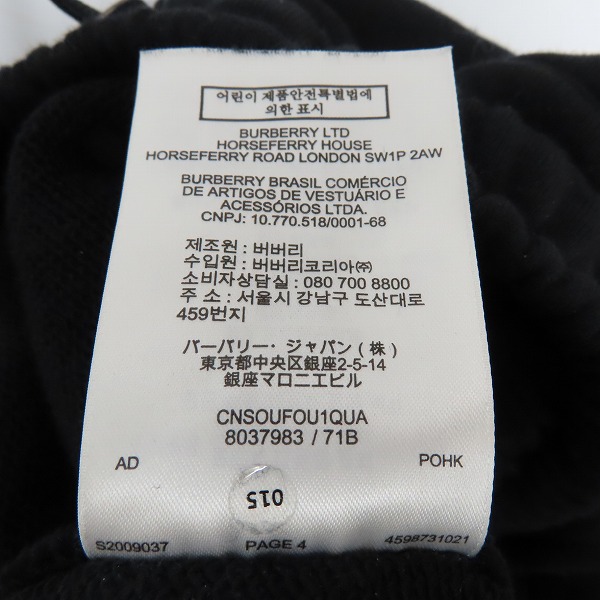 어린이 제품안전특별법에
의한 표시
BURBERRY LTD
HORSEFERRY HOUSE
HORSEFERRY ROAD LONDON SW1P 2AW
BURBERRY BRASIL COMÉRCIO
DE ARTIGOS DE VESTUÁRIO E
ACESSÓRIOS LTDA.
CNPJ: 10.770.518/0001-68
제조원 : 버버리
수입원 : 버버리코리아㈜
소비자상담실 : 080 700 8800
주 소 : 서울시 강남구 도산대로
459번지
バーバリー・ジャパン（株）
東京都中央区銀座2-5-14
銀座マロニエビル
CNSOUFOU1QUA
8037983 / 71B
AD POHK
015
S2009037 PAGE 4 4598731021